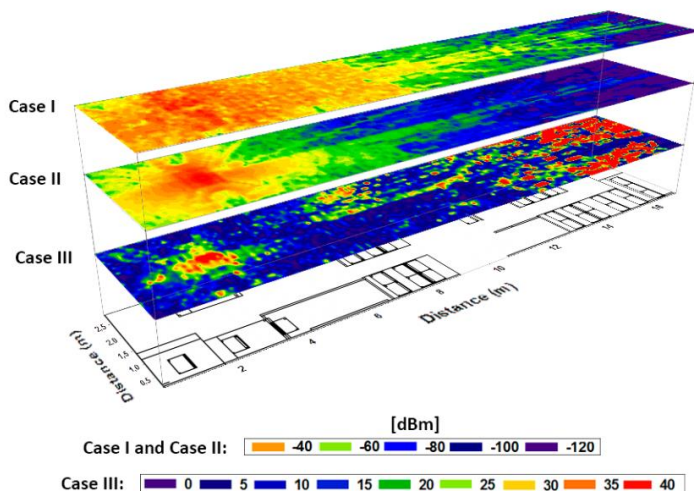 Case I
Case II
Case III
2,5
2,0
1,5
1,0
0,5
Distance (m)
2
4
6
8
10
12
14
16
Distance (m)
[dBm]
Case I and Case II: -40 -60 -80 -100 -120
Case III: 0 5 10 15 20 25 30 35 40